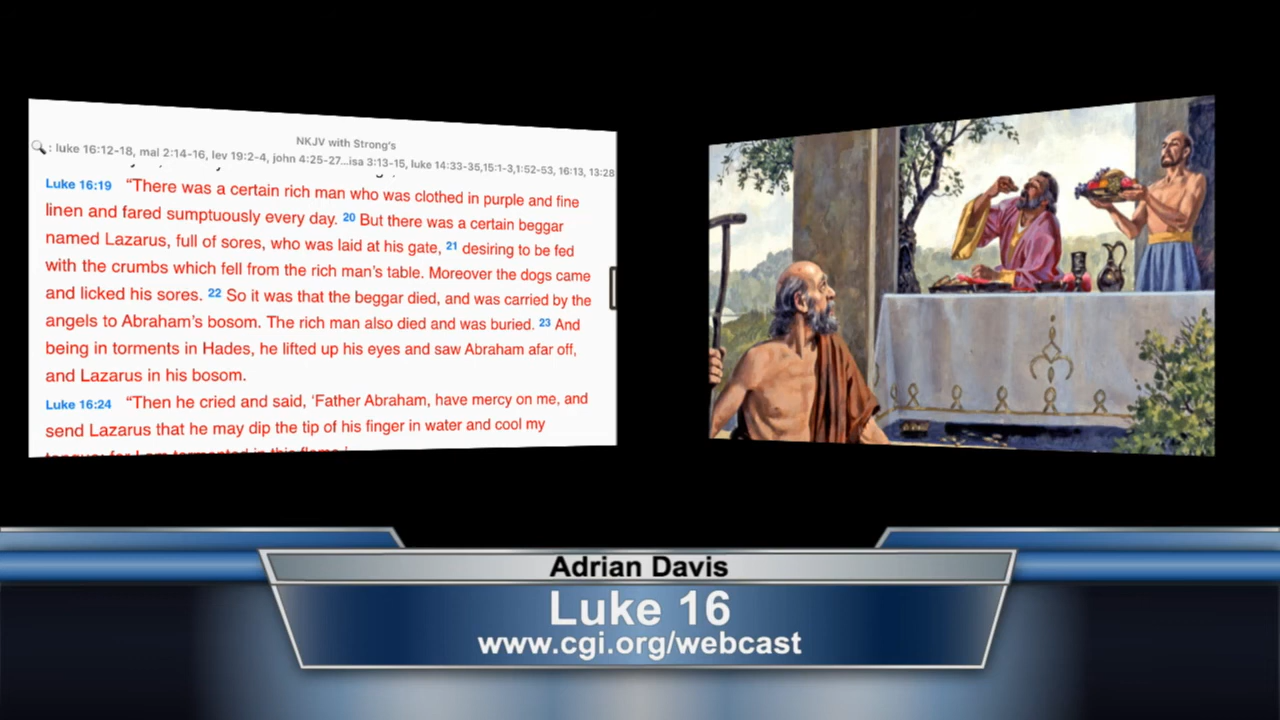 NKJV with Strong's
: luke 16:12-18, mal 2:14-16, lev 19:2-4, john 4:25-27...isa 3:13-15, luke 14:33-35,15:1-3,1:52-53, 16:13, 13:28
Luke 16:19 “There was a certain rich man who was clothed in purple and fine
linen and fared sumptuously every day. 20 But there was a certain beggar
named Lazarus, full of sores, who was laid at his gate, 21 desiring to be fed
with the crumbs which fell from the rich man’s table. Moreover the dogs came
and licked his sores. 22 So it was that the beggar died, and was carried by the
angels to Abraham’s bosom. The rich man also died and was buried. 23 And
being in torments in Hades, he lifted up his eyes and saw Abraham afar off,
and Lazarus in his bosom.
Luke 16:24 “Then he cried and said, ‘Father Abraham, have mercy on me, and
send Lazarus that he may dip the tip of his finger in water and cool my
tongue; for I am tormented in this flame.’
Adrian Davis
Luke 16
www.cgi.org/webcast